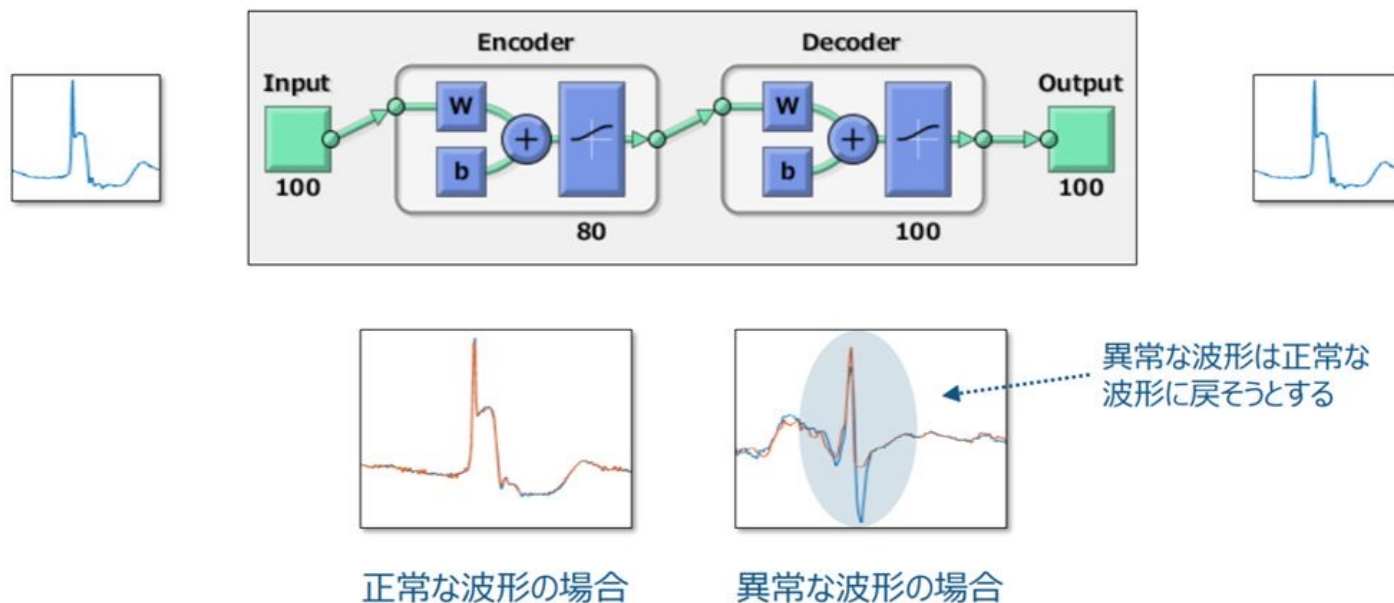 Encoder
Decoder
Input
Output
W
b
W
b
100
80
100
100
異常な波形は正常な
波形に戻そうとする
正常な波形の場合
異常な波形の場合